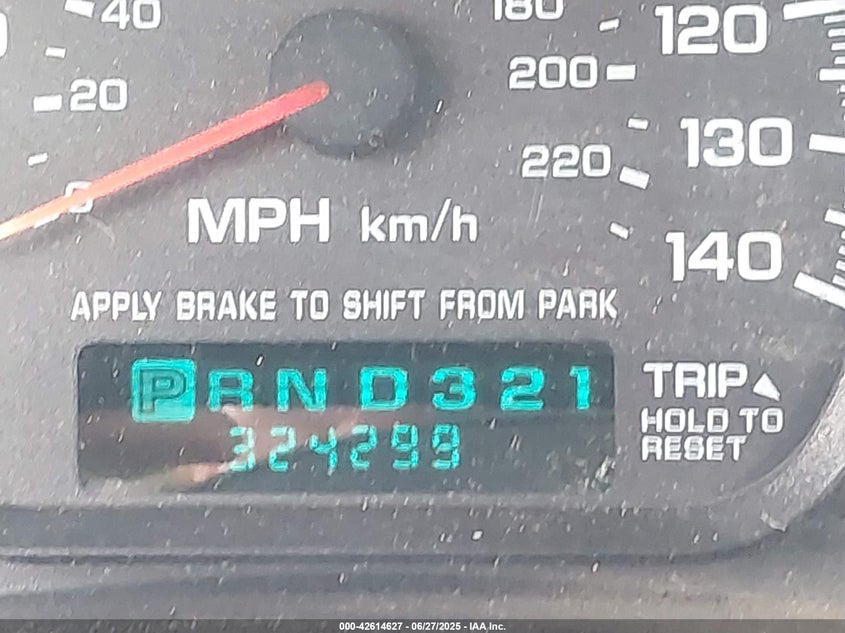 40
180
120
20
200
130
220
0
MPH km/h
140
APPLY BRAKE TO SHIFT FROM PARK
P R N D 3 2 1
TRIP
324299
HOLD TO
RESET
000-42614627 - 06/27/2025 - IAA Inc.